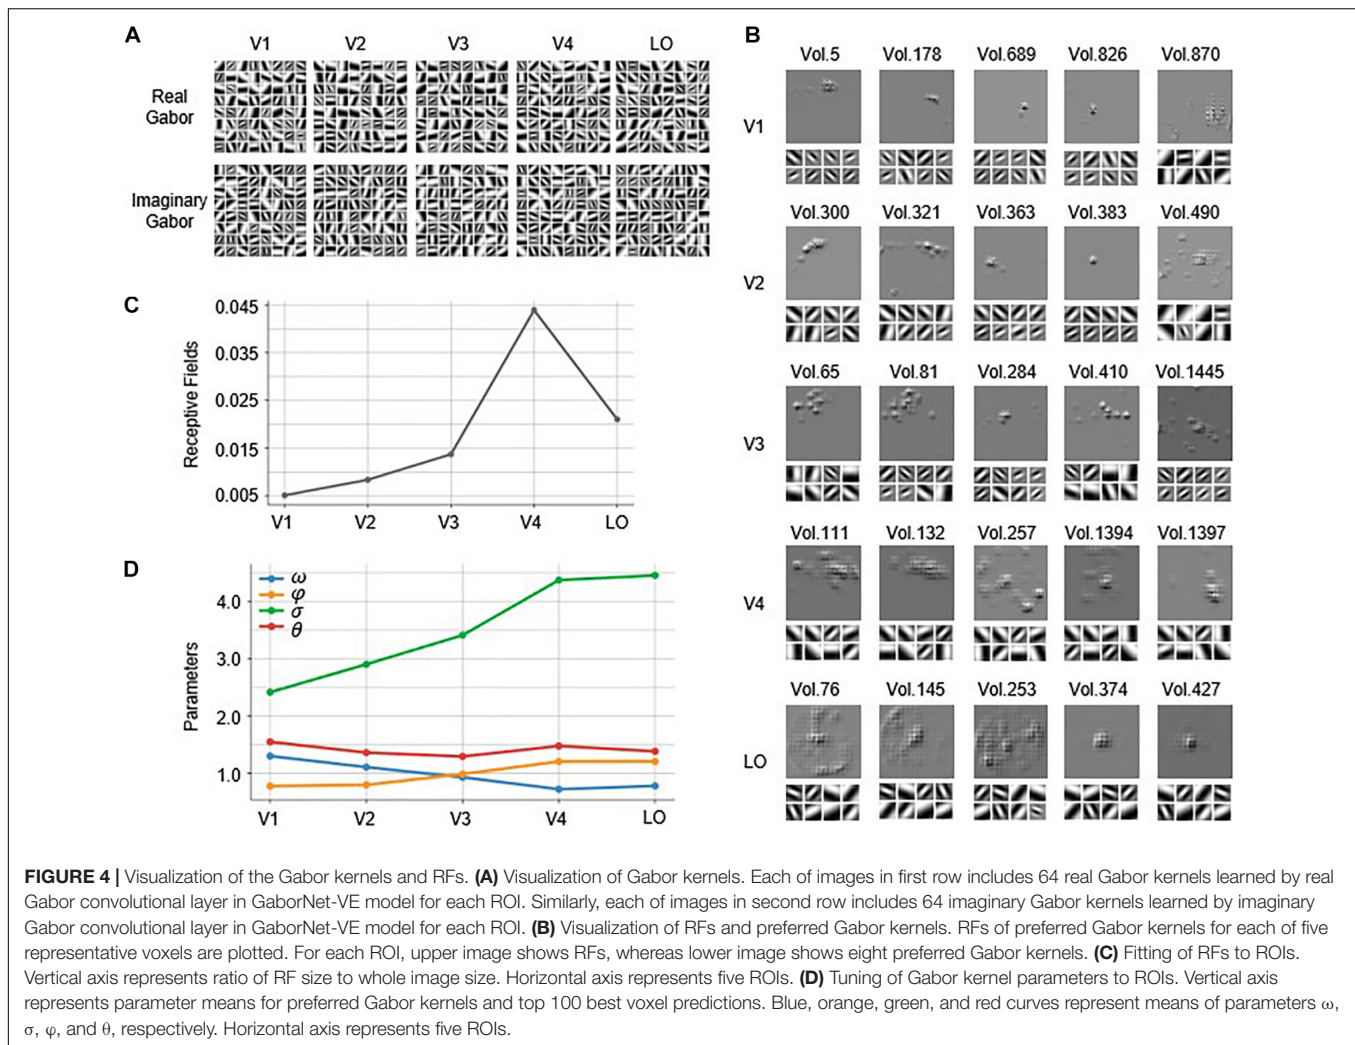 A
V1 V2 V3 V4 LO
Real
Gabor
Imaginary
Gabor
B
Vol.5 Vol.178 Vol.689 Vol.826 Vol.870
V1
Vol.300 Vol.321 Vol.363 Vol.383 Vol.490
V2
Vol.65 Vol.81 Vol.284 Vol.410 Vol.1445
V3
Vol.111 Vol.132 Vol.257 Vol.1394 Vol.1397
V4
Vol.76 Vol.145 Vol.253 Vol.374 Vol.427
LO
C
Receptive Fields
0.045
0.035
0.025
0.015
0.005
V1 V2 V3 V4 LO
D
Parameters
4.0
3.0
2.0
1.0
ω
φ
σ
θ
V1 V2 V3 V4 LO
FIGURE 4 | Visualization of the Gabor kernels and RFs. (A) Visualization of Gabor kernels. Each of images in first row includes 64 real Gabor kernels learned by real
Gabor convolutional layer in GaborNet-VE model for each ROI. Similarly, each of images in second row includes 64 imaginary Gabor kernels learned by imaginary
Gabor convolutional layer in GaborNet-VE model for each ROI. (B) Visualization of RFs and preferred Gabor kernels. RFs of preferred Gabor kernels for each of five
representative voxels are plotted. For each ROI, upper image shows RFs, whereas lower image shows eight preferred Gabor kernels. (C) Fitting of RFs to ROIs.
Vertical axis represents ratio of RF size to whole image size. Horizontal axis represents five ROIs. (D) Tuning of Gabor kernel parameters to ROIs. Vertical axis
represents parameter means for preferred Gabor kernels and top 100 best voxel predictions. Blue, orange, green, and red curves represent means of parameters ω,
σ, φ, and θ, respectively. Horizontal axis represents five ROIs.